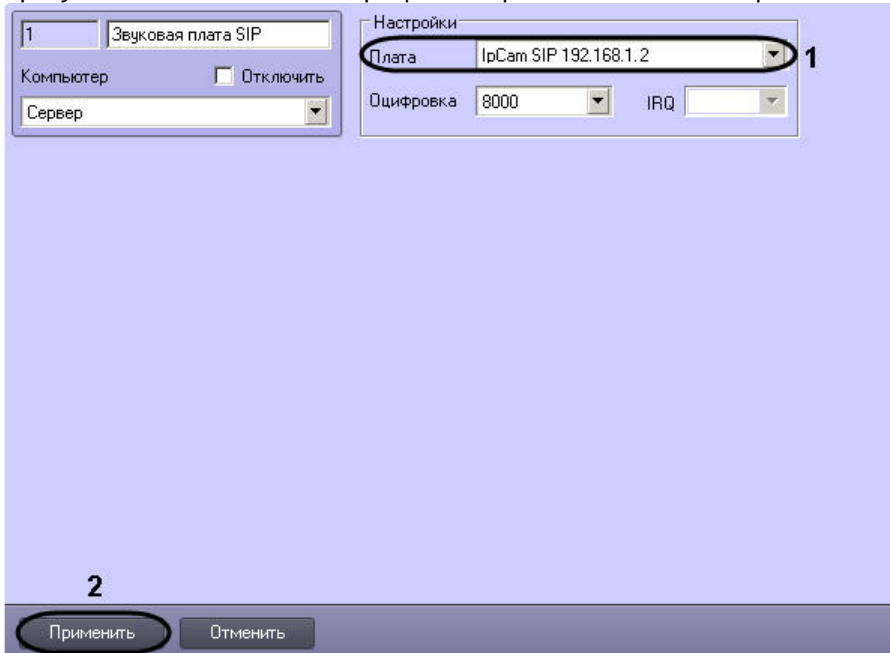 1 Звуковая плата SIP
Компьютер Отключить
Сервер
Настройки
Плата IpCam SIP 192.168.1.2 1
Оцифровка 8000 IRQ
2
Применить Отменить